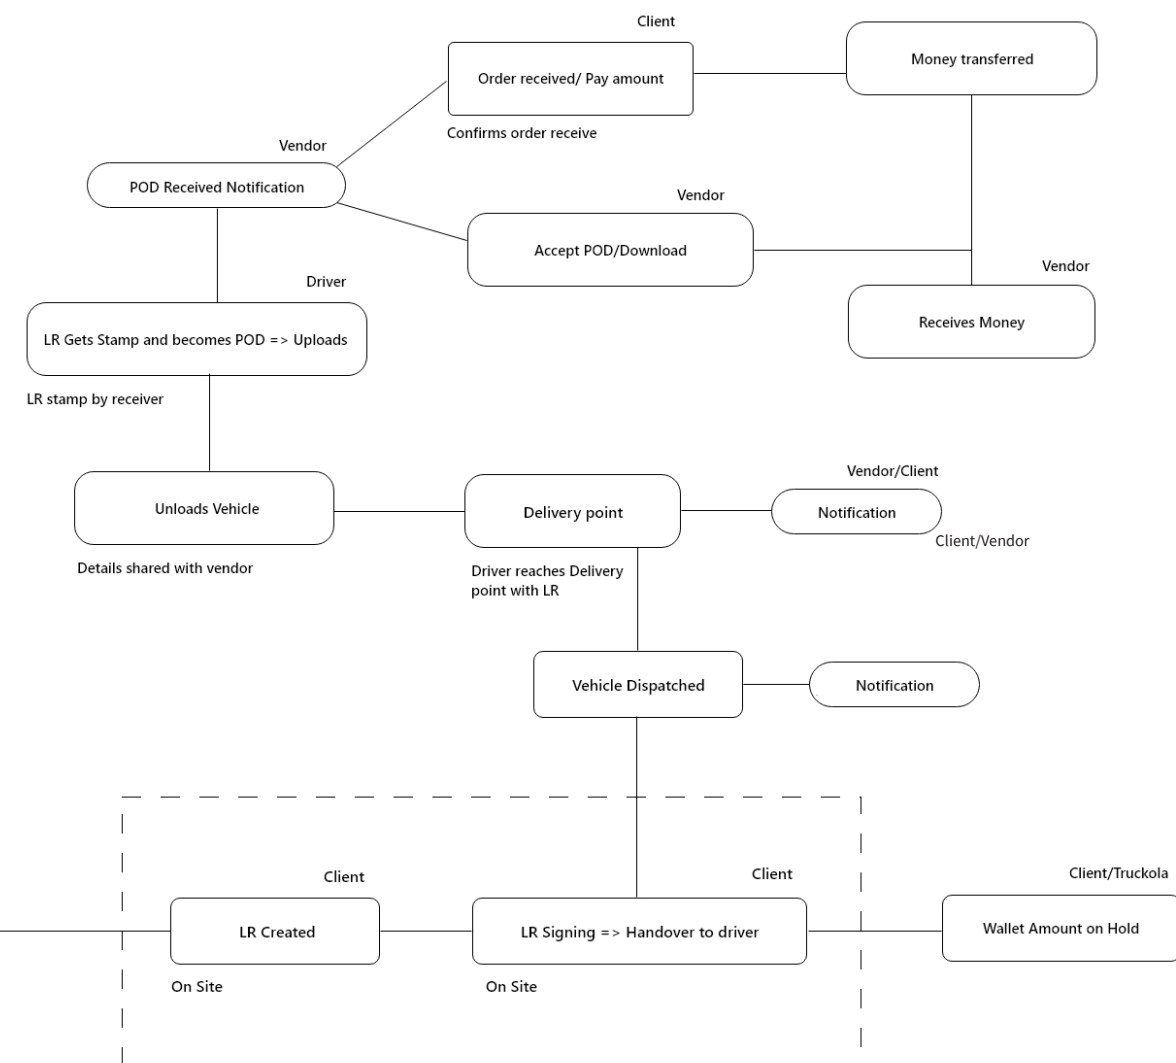 Client
Order received/ Pay amount
Money transferred
Confirms order receive
Vendor
POD Received Notification
Vendor
Accept POD/Download
Vendor
Receives Money
Driver
LR Gets Stamp and becomes POD => Uploads
LR stamp by receiver
Vendor/Client
Unloads Vehicle
Delivery point
Notification
Client/Vendor
Details shared with vendor
Driver reaches Delivery
point with LR
Vehicle Dispatched
Notification
Client
Client
Client/Truckola
LR Created
LR Signing => Handover to driver
Wallet Amount on Hold
On Site
On Site